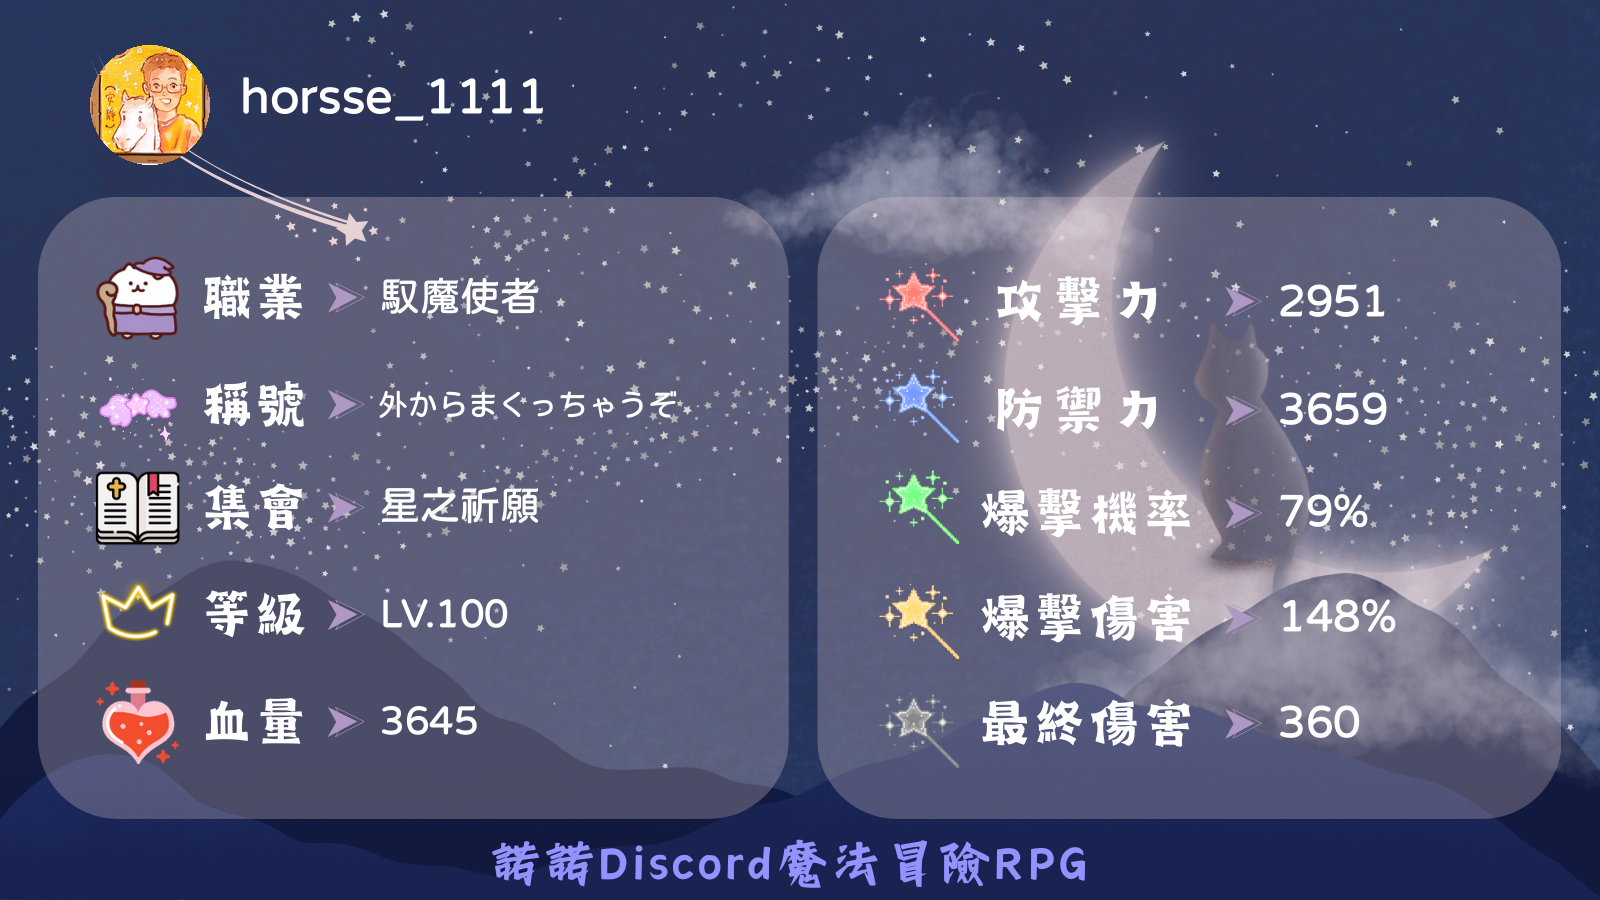 horsse_1111
職業 馭魔使者
稱號 外からまくっちゃうぞ
集會 星之祈願
等級 LV.100
血量 3645
攻擊力 2951
防禦力 3659
爆擊機率 79%
爆擊傷害 148%
最終傷害 360
諾諾Discord魔法冒險RPG